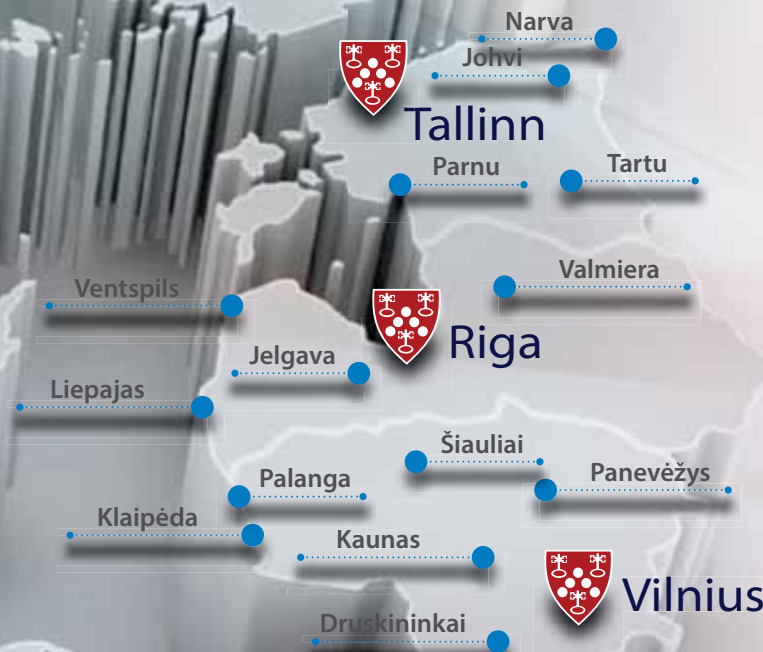 Narva
Johvi
Tallinn
Parnu
Tartu
Valmiera
Ventspils
Riga
Jelgava
Liepajas
Šiauliai
Palanga
Panevėžys
Klaipėda
Kaunas
Vilnius
Druskininkai